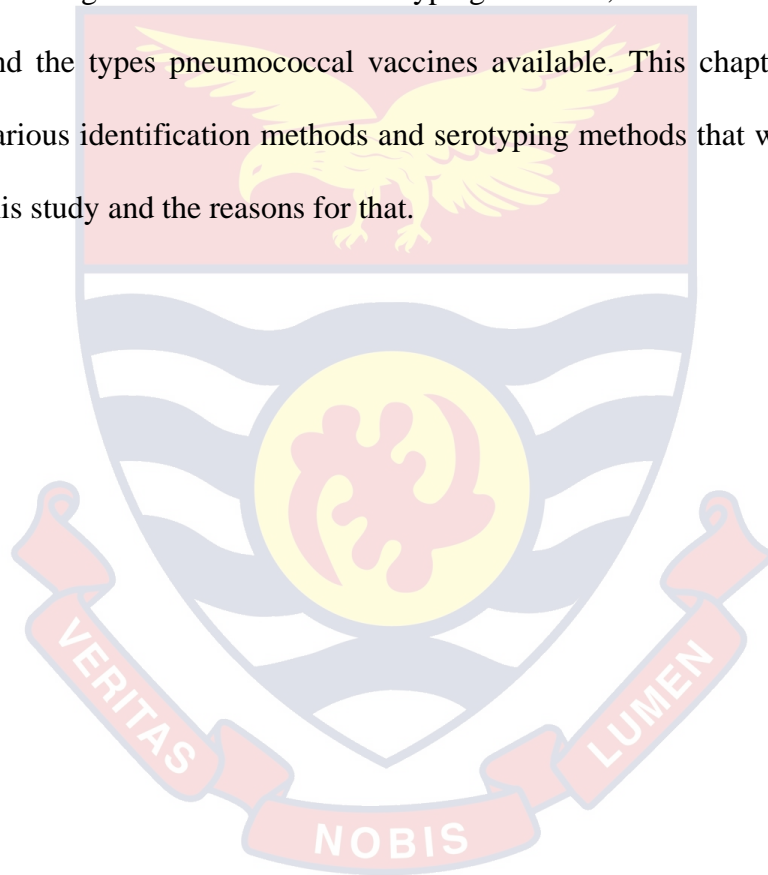 typing
nd the types pneumococcal vaccines available. This chapt
arious identification methods and serotyping methods that w
is study and the reasons for that.
VERITAS
NOBIS
LUMEN